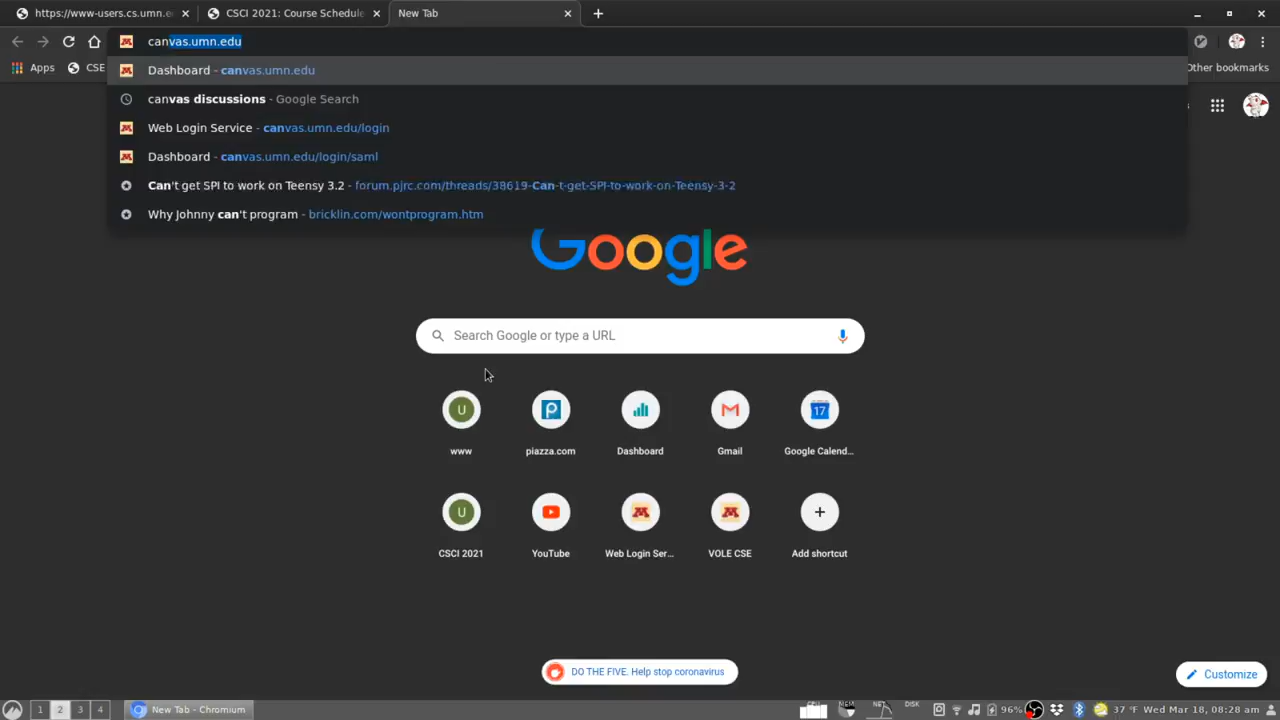 https://www-users.cs.umn.e
CSCI 2021: Course Schedule
New Tab
canvas.umn.edu
Apps
CSE
Other bookmarks
Dashboard - canvas.umn.edu
canvas discussions - Google Search
Web Login Service - canvas.umn.edu/login
Dashboard - canvas.umn.edu/login/saml
Can't get SPI to work on Teensy 3.2 - forum.pjrc.com/threads/38619-Can-t-get-SPI-to-work-on-Teensy-3-2
Why Johnny can't program - bricklin.com/wontprogram.htm
Google
Search Google or type a URL
U
17
www
piazza.com
Dashboard
Gmail
Google Calend...
U
CSCI 2021
YouTube
Web Login Ser...
VOLE CSE
Add shortcut
DO THE FIVE. Help stop coronavirus
Customize
1 2 3 4
New Tab - Chromium
MEM
DISK
96%
37 °F Wed Mar 18, 08:28 am